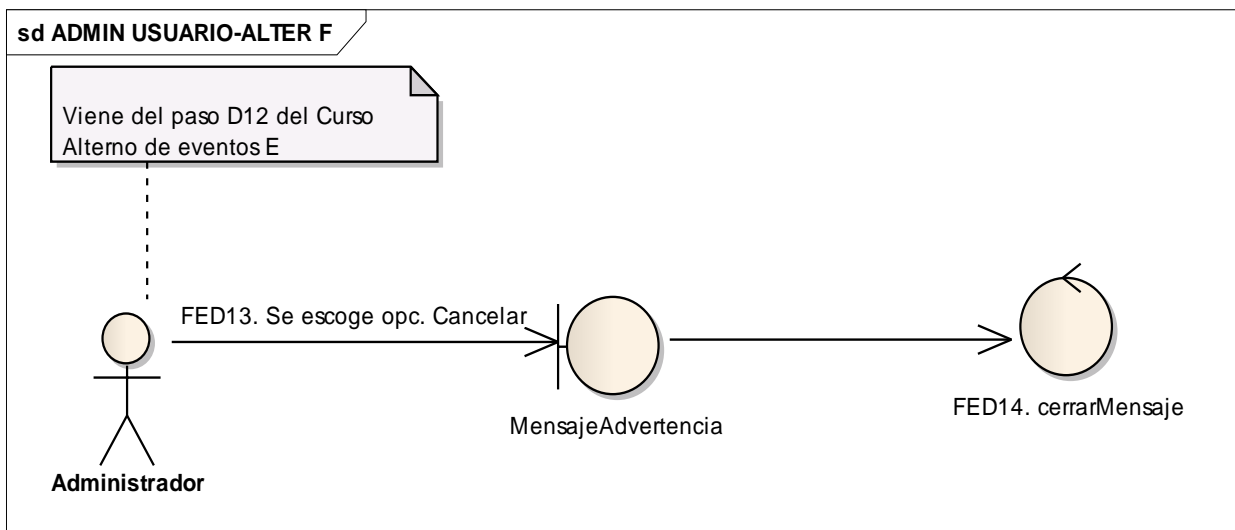 sd ADMIN USUARIO-ALTER F
Viene del paso D12 del Curso
Alterno de eventos E
FED13. Se escoge opc. Cancelar
MensajeAdvertencia
FED14. cerrarMensaje
Administrador